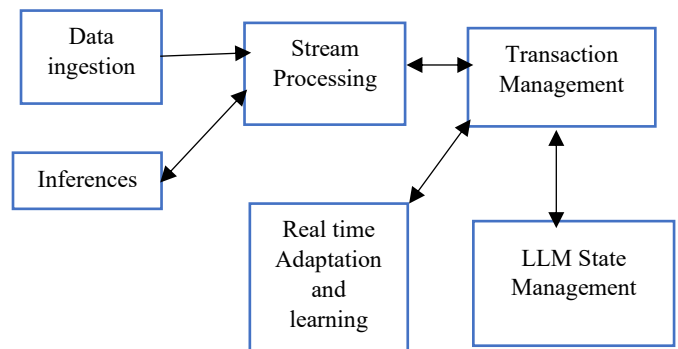 Data
ingestion
Stream
Processing
Transaction
Management
Inferences
Real time
Adaptation
and
learning
LLM State
Management